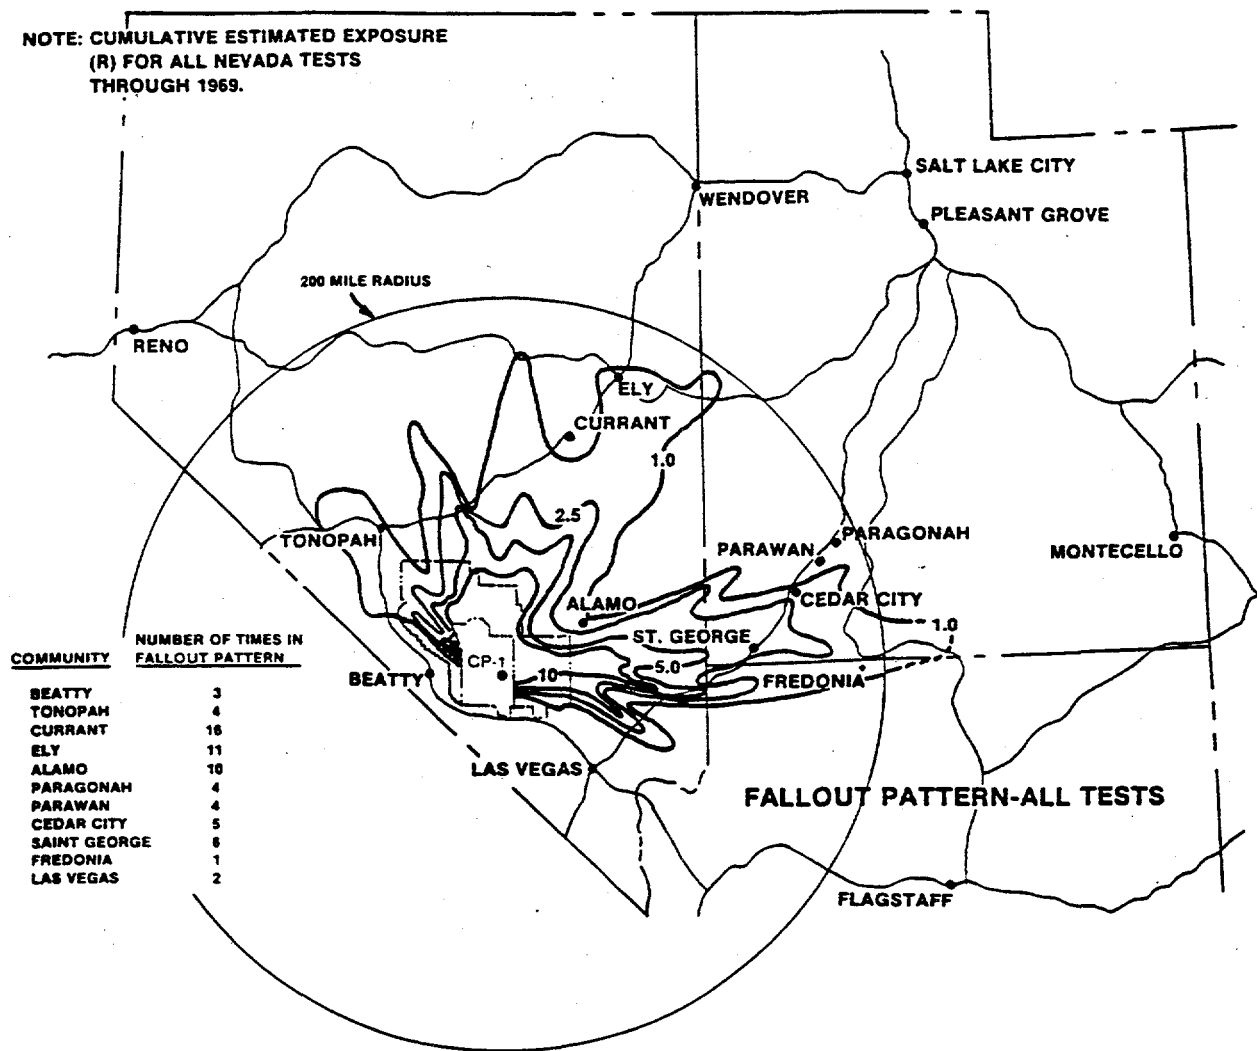 NOTE: CUMULATIVE ESTIMATED EXPOSURE
(R) FOR ALL NEVADA TESTS
THROUGH 1969.
SALT LAKE CITY
WENDOVER
PLEASANT GROVE
200 MILE RADIUS
RENO
ELY
CURRANT
1.0
2.5
TONOPAH
PARAGONAH
PARAWAN
MONTECELLO
ALAMO
CEDAR CITY
1.0
ST. GEORGE
CP-1
5.0
BEATTY
10
FREDONIA
LAS VEGAS
FALLOUT PATTERN-ALL TESTS
FLAGSTAFF
NUMBER OF TIMES IN
COMMUNITY FALLOUT PATTERN
BEATTY 3
TONOPAH 4
CURRANT 16
ELY 11
ALAMO 10
PARAGONAH 4
PARAWAN 4
CEDAR CITY 5
SAINT GEORGE 6
FREDONIA 1
LAS VEGAS 2